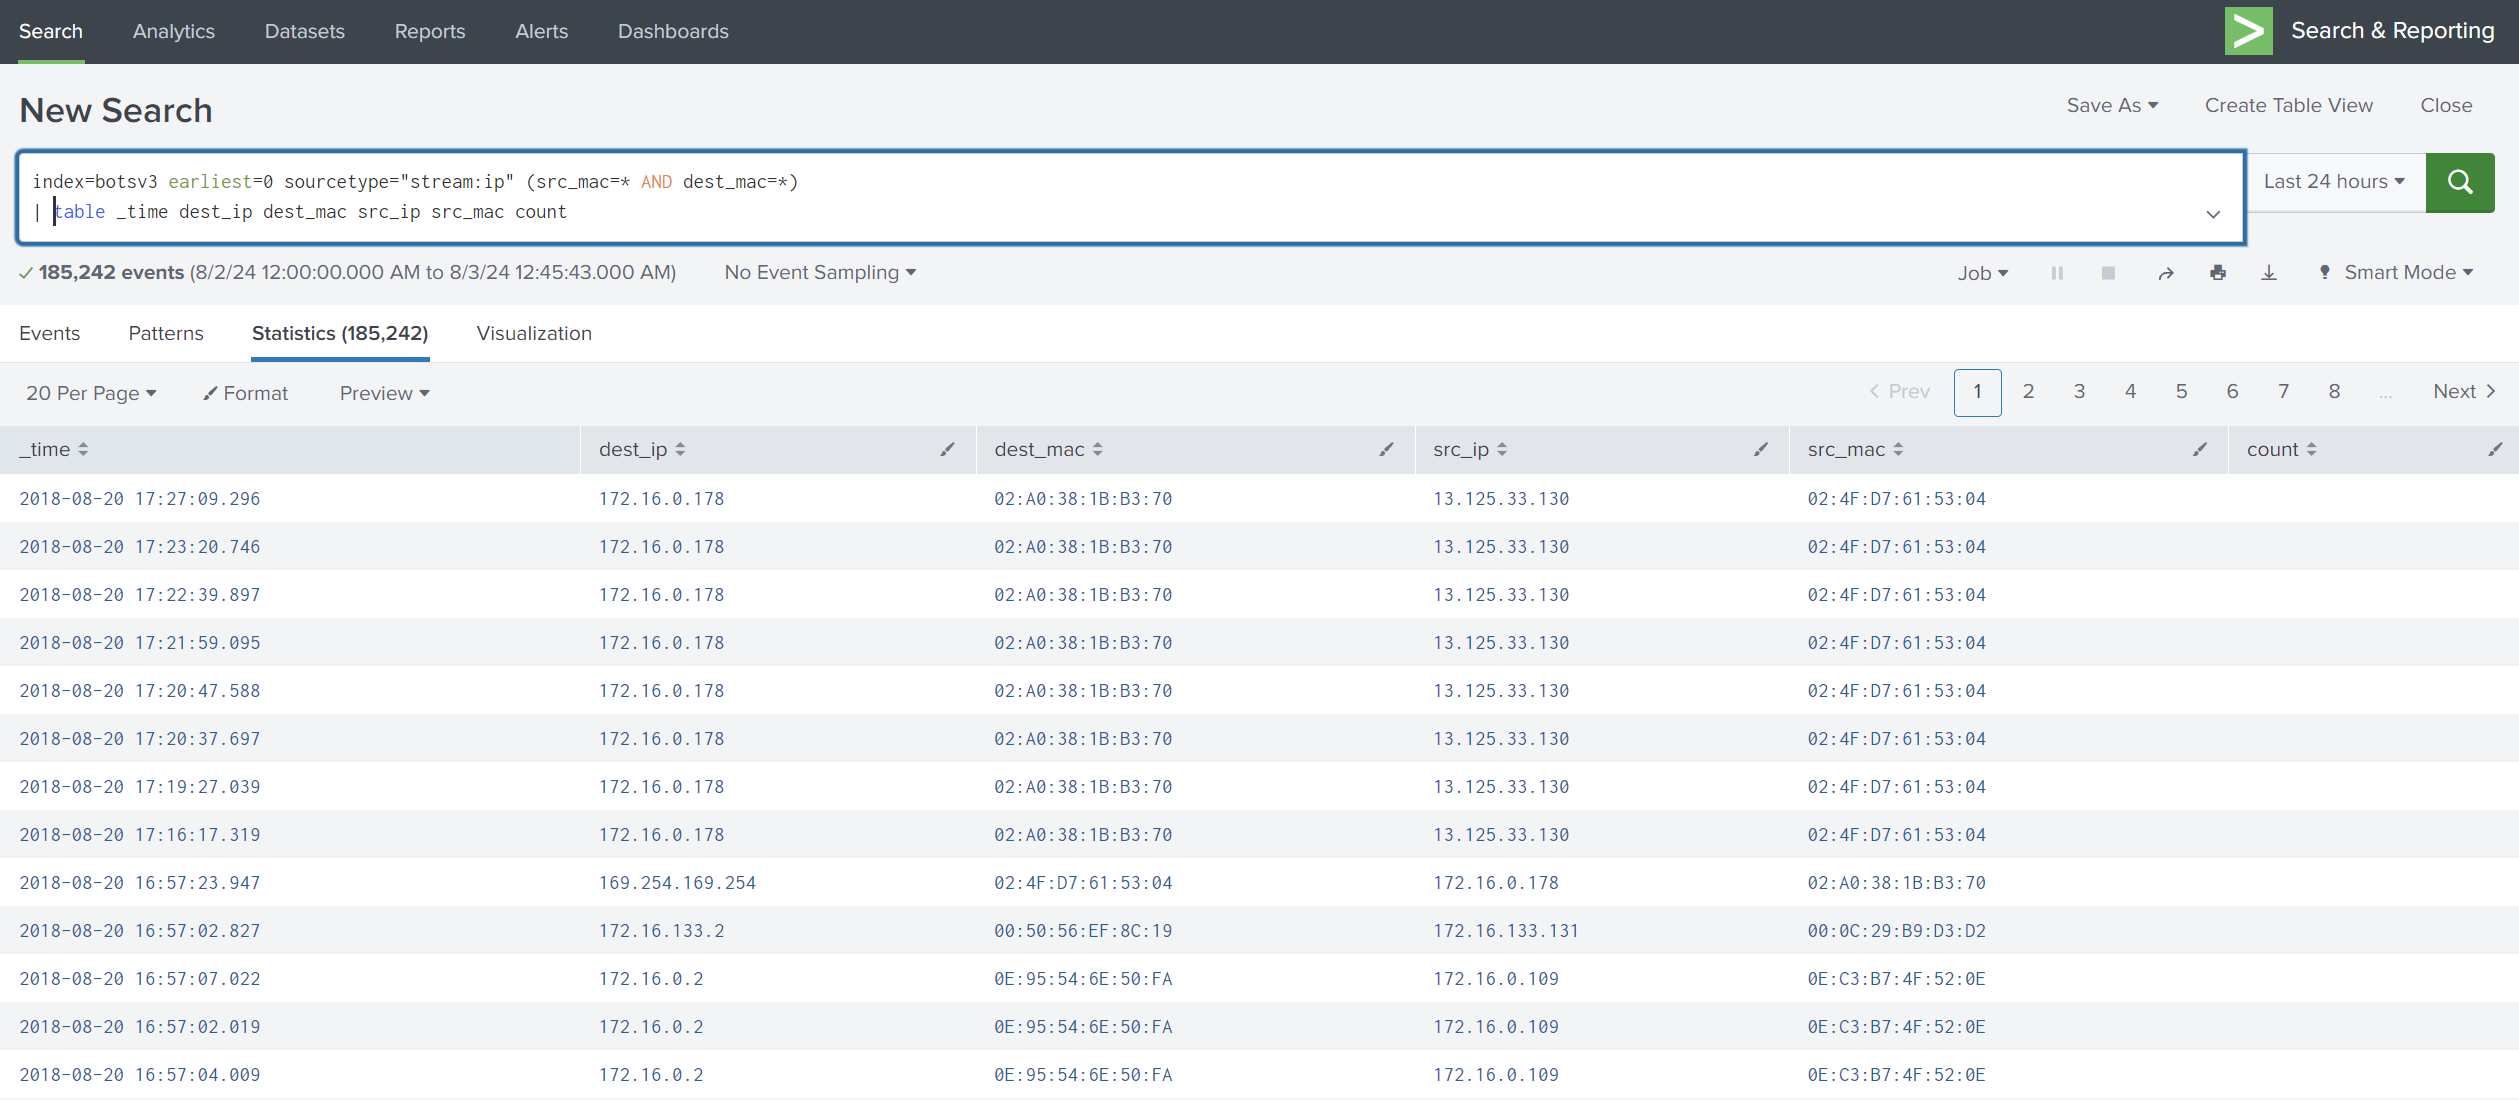 Search Analytics Datasets Reports Alerts Dashboards Search & Reporting
New Search Save As Create Table View Close
index=botsv3 earliest=0 sourcetype="stream:ip" (src_mac=* AND dest_mac=*)
| table _time dest_ip dest_mac src_ip src_mac count
Last 24 hours
185,242 events (8/2/24 12:00:00.000 AM to 8/3/24 12:45:43.000 AM) No Event Sampling Job Smart Mode
Events Patterns Statistics (185,242) Visualization
20 Per Page Format Preview Prev 1 2 3 4 5 6 7 8 ... Next
_time dest_ip dest_mac src_ip src_mac count
2018-08-20 17:27:09.296 172.16.0.178 02:A0:38:1B:B3:70 13.125.33.130 02:4F:D7:61:53:04
2018-08-20 17:23:20.746 172.16.0.178 02:A0:38:1B:B3:70 13.125.33.130 02:4F:D7:61:53:04
2018-08-20 17:22:39.897 172.16.0.178 02:A0:38:1B:B3:70 13.125.33.130 02:4F:D7:61:53:04
2018-08-20 17:21:59.095 172.16.0.178 02:A0:38:1B:B3:70 13.125.33.130 02:4F:D7:61:53:04
2018-08-20 17:20:47.588 172.16.0.178 02:A0:38:1B:B3:70 13.125.33.130 02:4F:D7:61:53:04
2018-08-20 17:20:37.697 172.16.0.178 02:A0:38:1B:B3:70 13.125.33.130 02:4F:D7:61:53:04
2018-08-20 17:19:27.039 172.16.0.178 02:A0:38:1B:B3:70 13.125.33.130 02:4F:D7:61:53:04
2018-08-20 17:16:17.319 172.16.0.178 02:A0:38:1B:B3:70 13.125.33.130 02:4F:D7:61:53:04
2018-08-20 16:57:23.947 169.254.169.254 02:4F:D7:61:53:04 172.16.0.178 02:A0:38:1B:B3:70
2018-08-20 16:57:02.827 172.16.133.2 00:50:56:EF:8C:19 172.16.133.131 00:0C:29:B9:D3:D2
2018-08-20 16:57:07.022 172.16.0.2 0E:95:54:6E:50:FA 172.16.0.109 0E:C3:B7:4F:52:0E
2018-08-20 16:57:02.019 172.16.0.2 0E:95:54:6E:50:FA 172.16.0.109 0E:C3:B7:4F:52:0E
2018-08-20 16:57:04.009 172.16.0.2 0E:95:54:6E:50:FA 172.16.0.109 0E:C3:B7:4F:52:0E